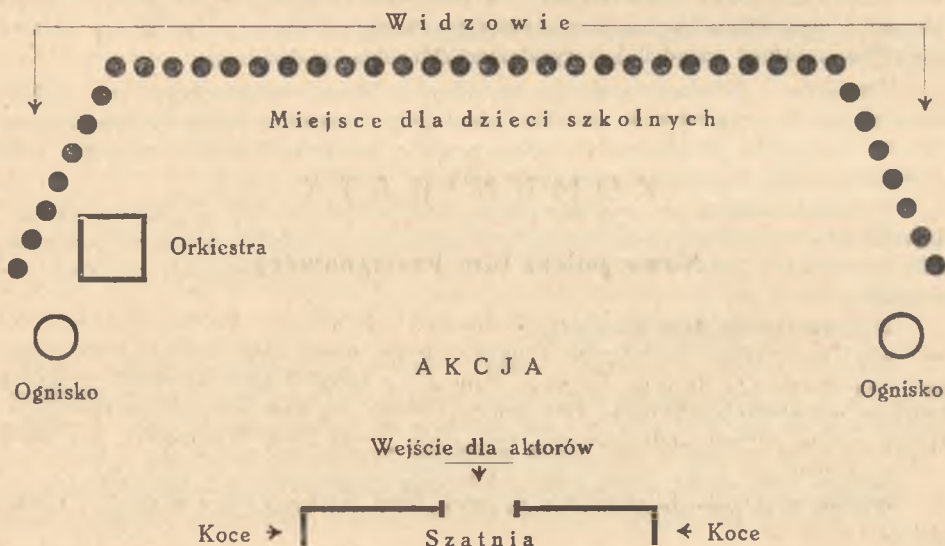 Widzowie
Miejsce dla dzieci szkolnych
Orkiestra
Ognisko
AKCJA
Ognisko
Wejście dla aktorów
Koce
Szatnia
Koce